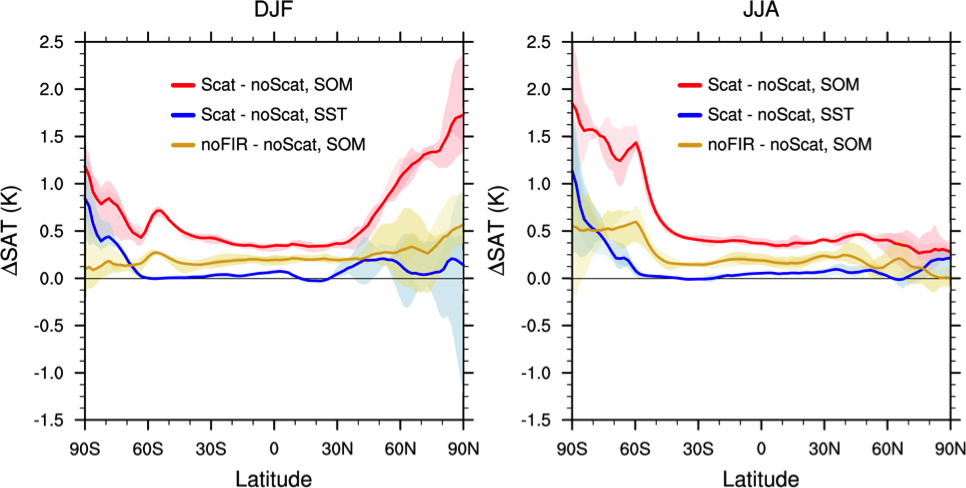 DJF
2.5
2.0
1.5
1.0
0.5
0.0
-0.5
-1.0
-1.5
ΔSAT (K)
Scat - noScat, SOM
Scat - noScat, SST
noFIR - noScat, SOM
90S 60S 30S 0 30N 60N 90N
Latitude
JJA
2.5
2.0
1.5
1.0
0.5
0.0
-0.5
-1.0
-1.5
ΔSAT (K)
Scat - noScat, SOM
Scat - noScat, SST
noFIR - noScat, SOM
90S 60S 30S 0 30N 60N 90N
Latitude